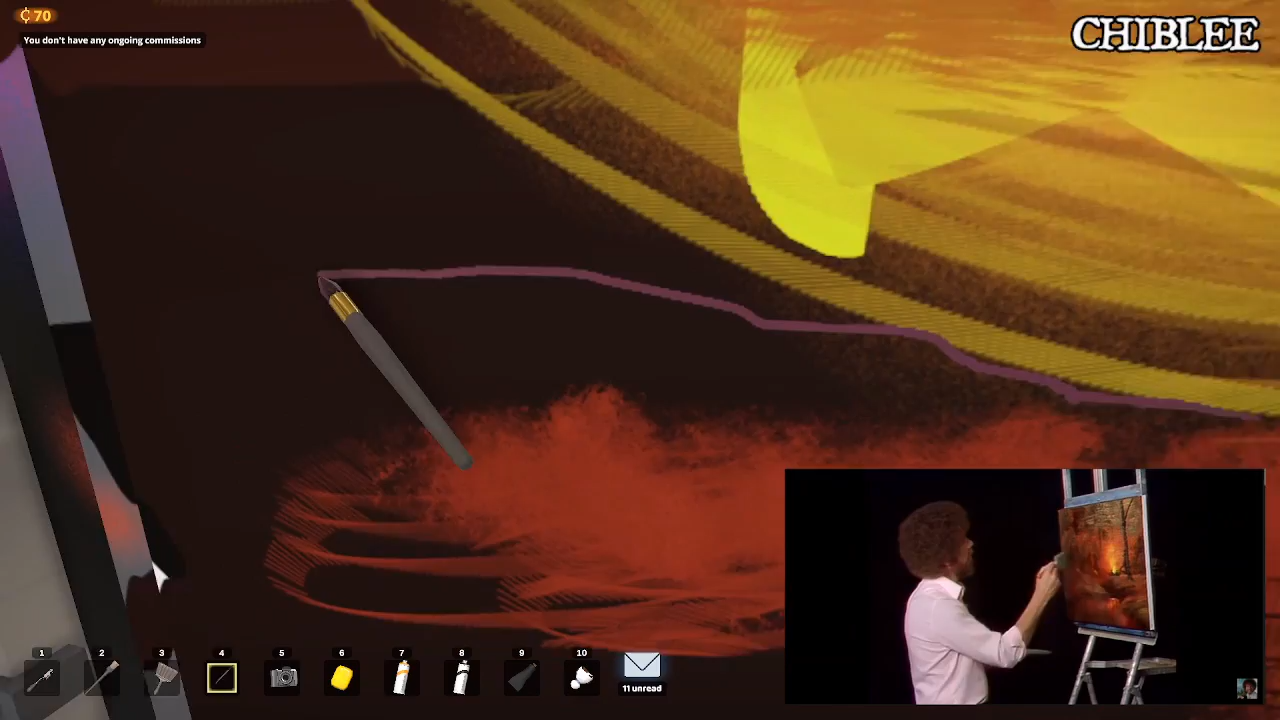 ₵ 70
You don't have any ongoing commissions
CHIBLEE
1 2 3 4 5 6 7 8 9 10
11 unread